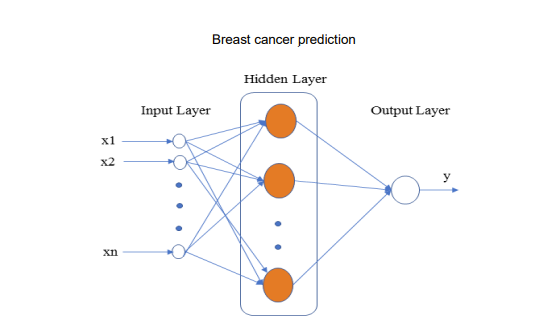 Breast cancer prediction
Hidden Layer
Input Layer
Output Layer
x1
x2
y
xn